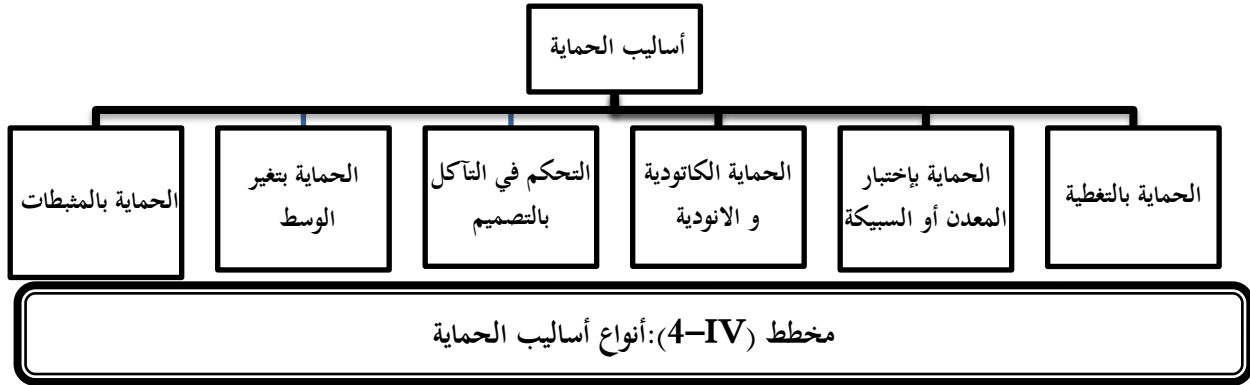 أساليب الحماية
الحماية بالتغطية
الحماية بإختبار
المعدن أو السبيكة
الحماية الكاتودية
و الانودية
التحكم في التآكل
بالتصميم
الحماية بتغير
الوسط
الحماية بالمثبطات
مخطط (4–IV):أنواع أساليب الحماية